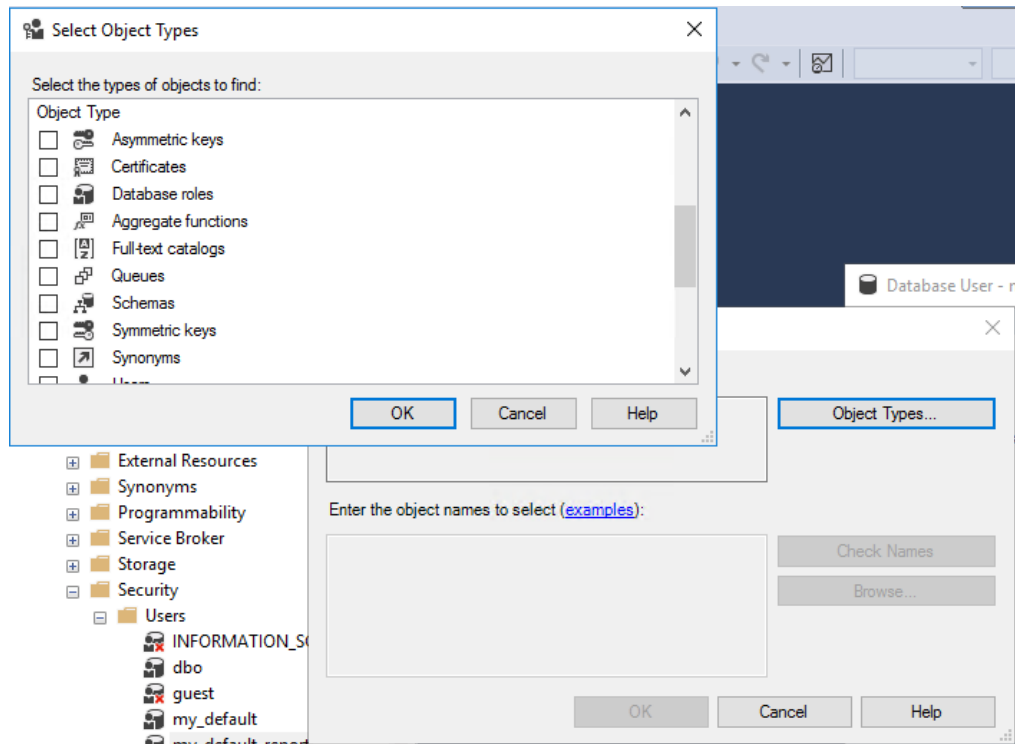 Select Object Types
Select the types of objects to find:
Object Type
Asymmetric keys
Certificates
Database roles
Aggregate functions
Full-text catalogs
Queues
Schemas
Symmetric keys
Synonyms
Users
OK Cancel Help
Database User -
Object Types...
Enter the object names to select (examples):
Check Names
Browse...
OK Cancel Help
External Resources
Synonyms
Programmability
Service Broker
Storage
Security
Users
INFORMATION_SC
dbo
guest
my_default
my_default_report